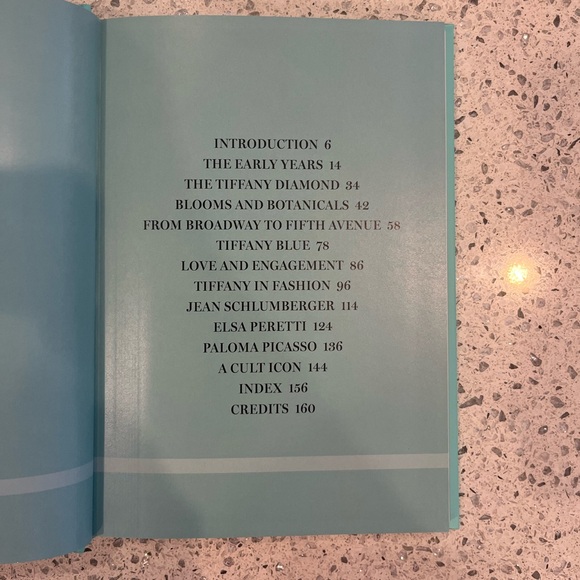 INTRODUCTION 6
THE EARLY YEARS 14
THE TIFFANY DIAMOND 34
BLOOMS AND BOTANICALS 42
FROM BROADWAY TO FIFTH AVENUE 58
TIFFANY BLUE 78
LOVE AND ENGAGEMENT 86
TIFFANY IN FASHION 96
JEAN SCHLUMBERGER 114
ELSA PERETTI 124
PALOMA PICASSO 136
A CULT ICON 144
INDEX 156
CREDITS 160